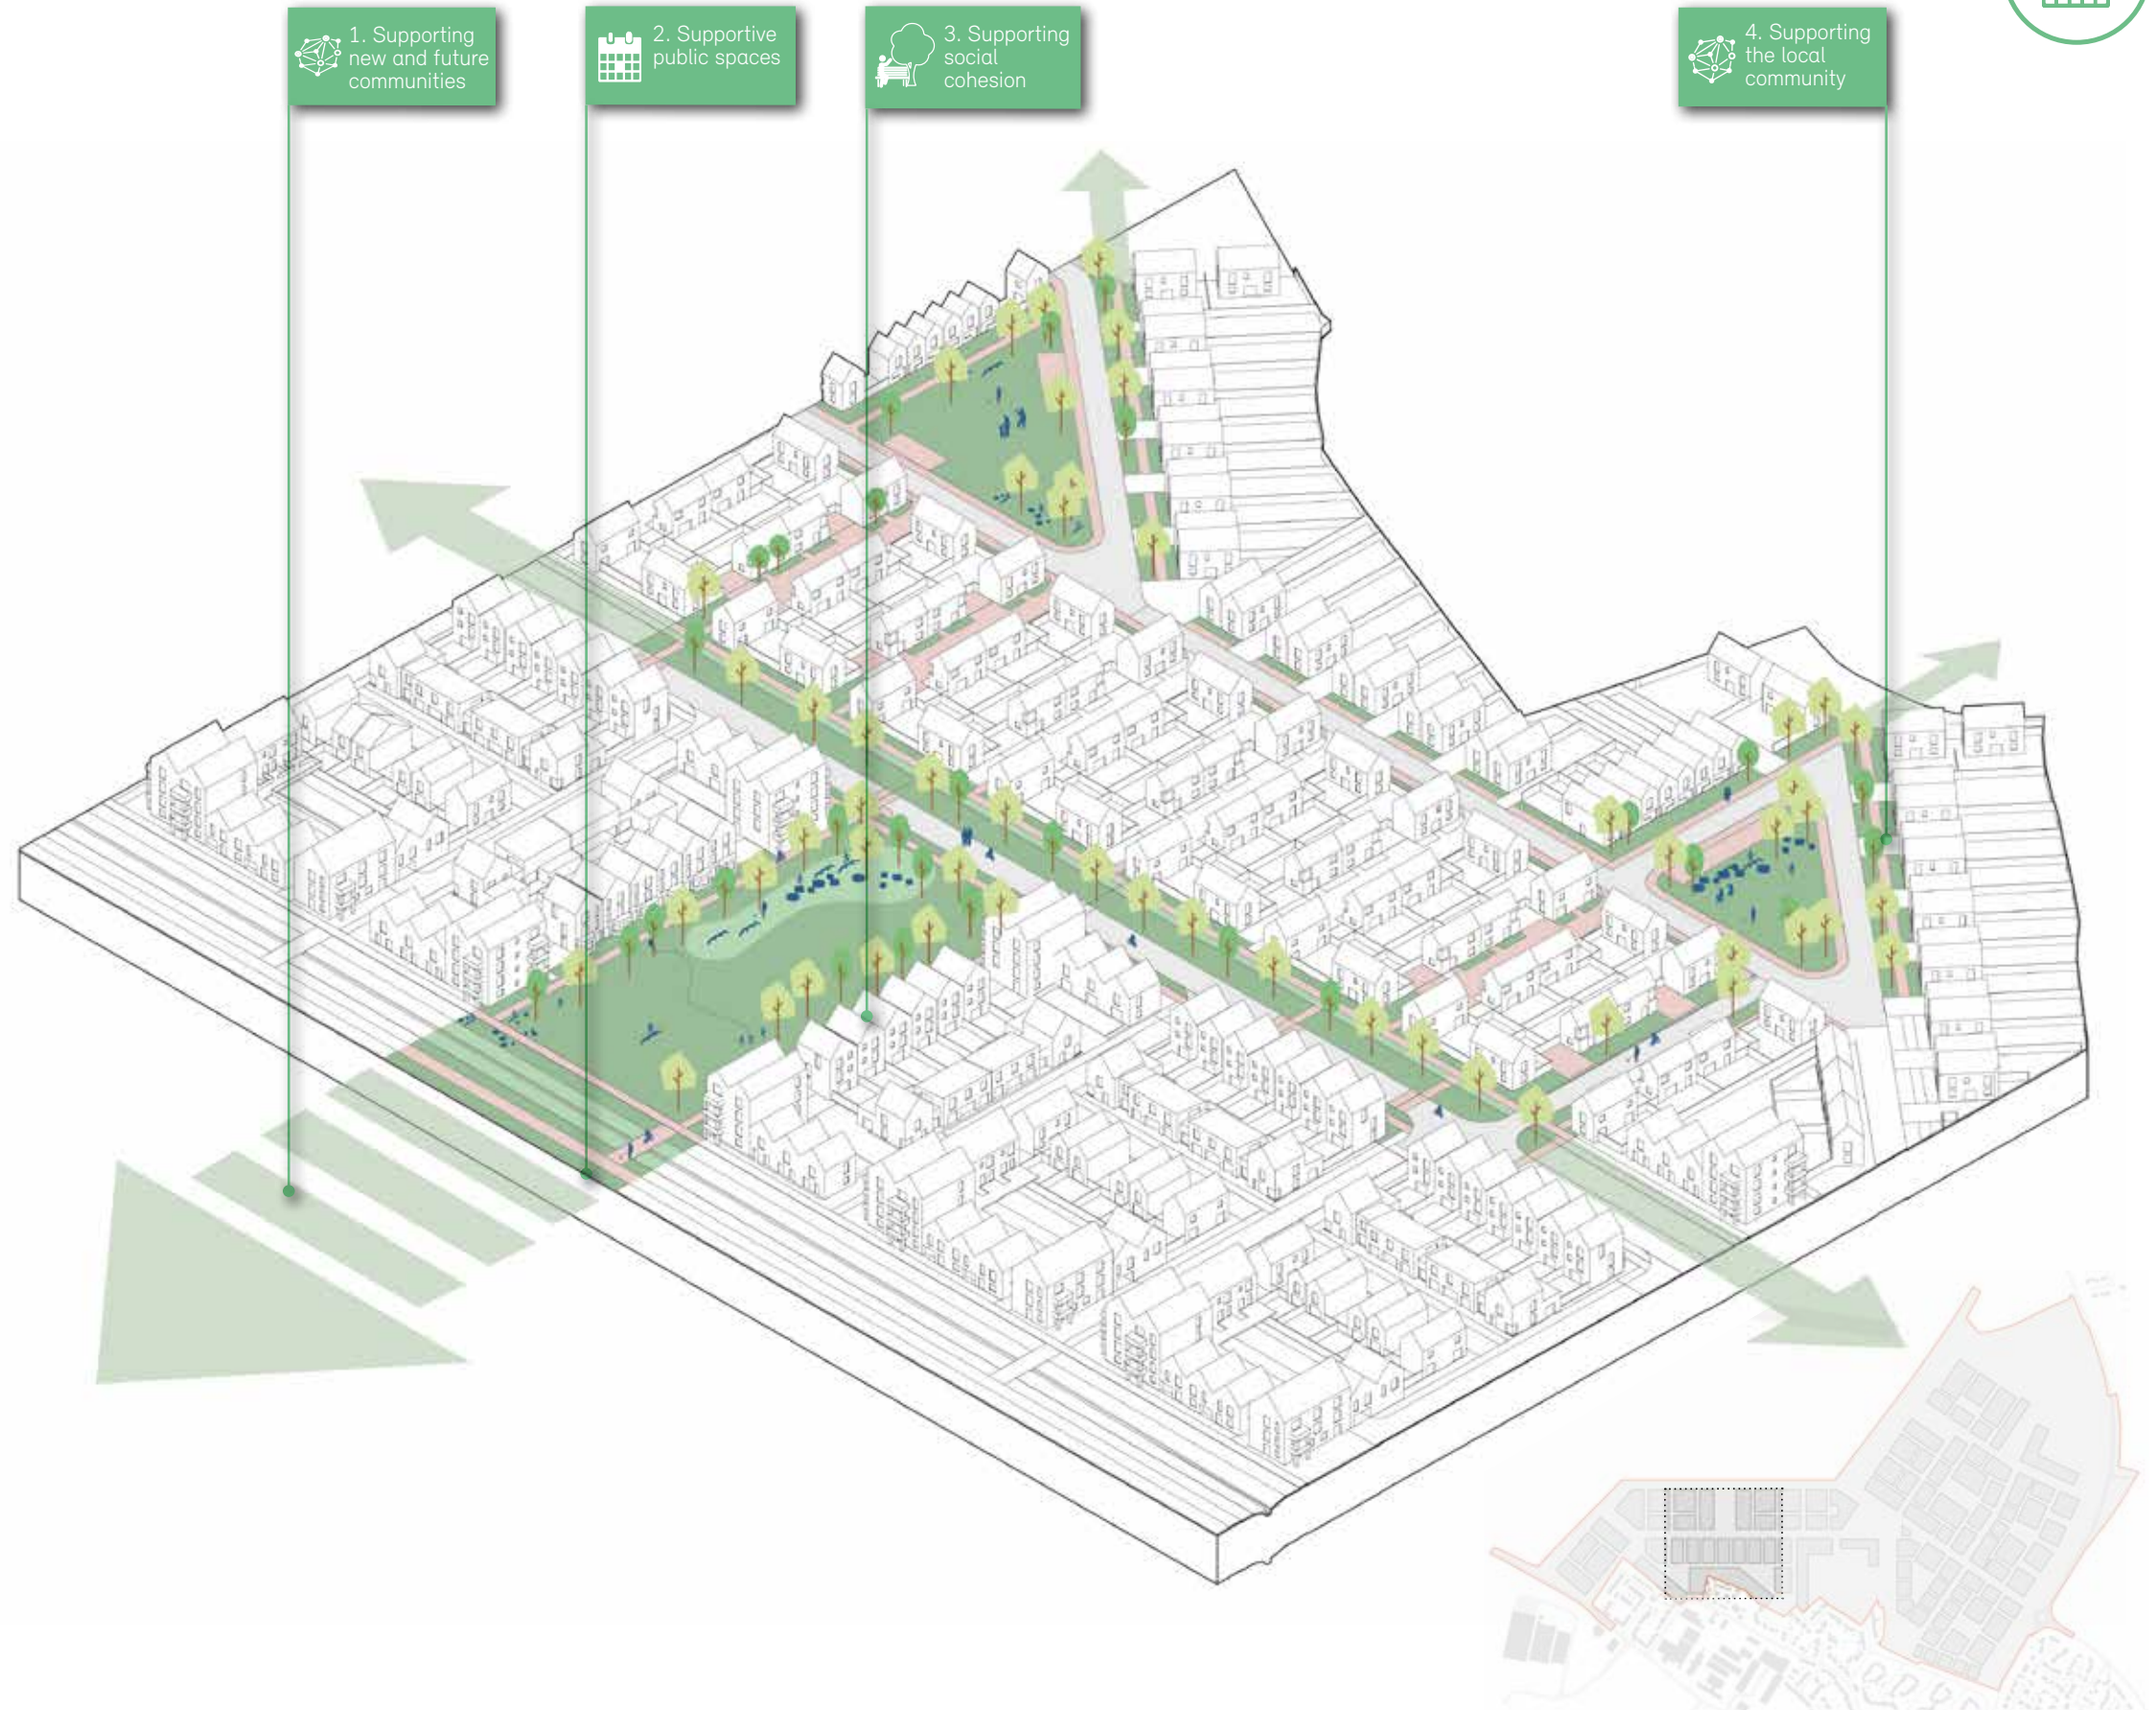 1. Supporting
new and future
communities
2. Supportive
public spaces
3. Supporting
social
cohesion
4. Supporting
the local
community